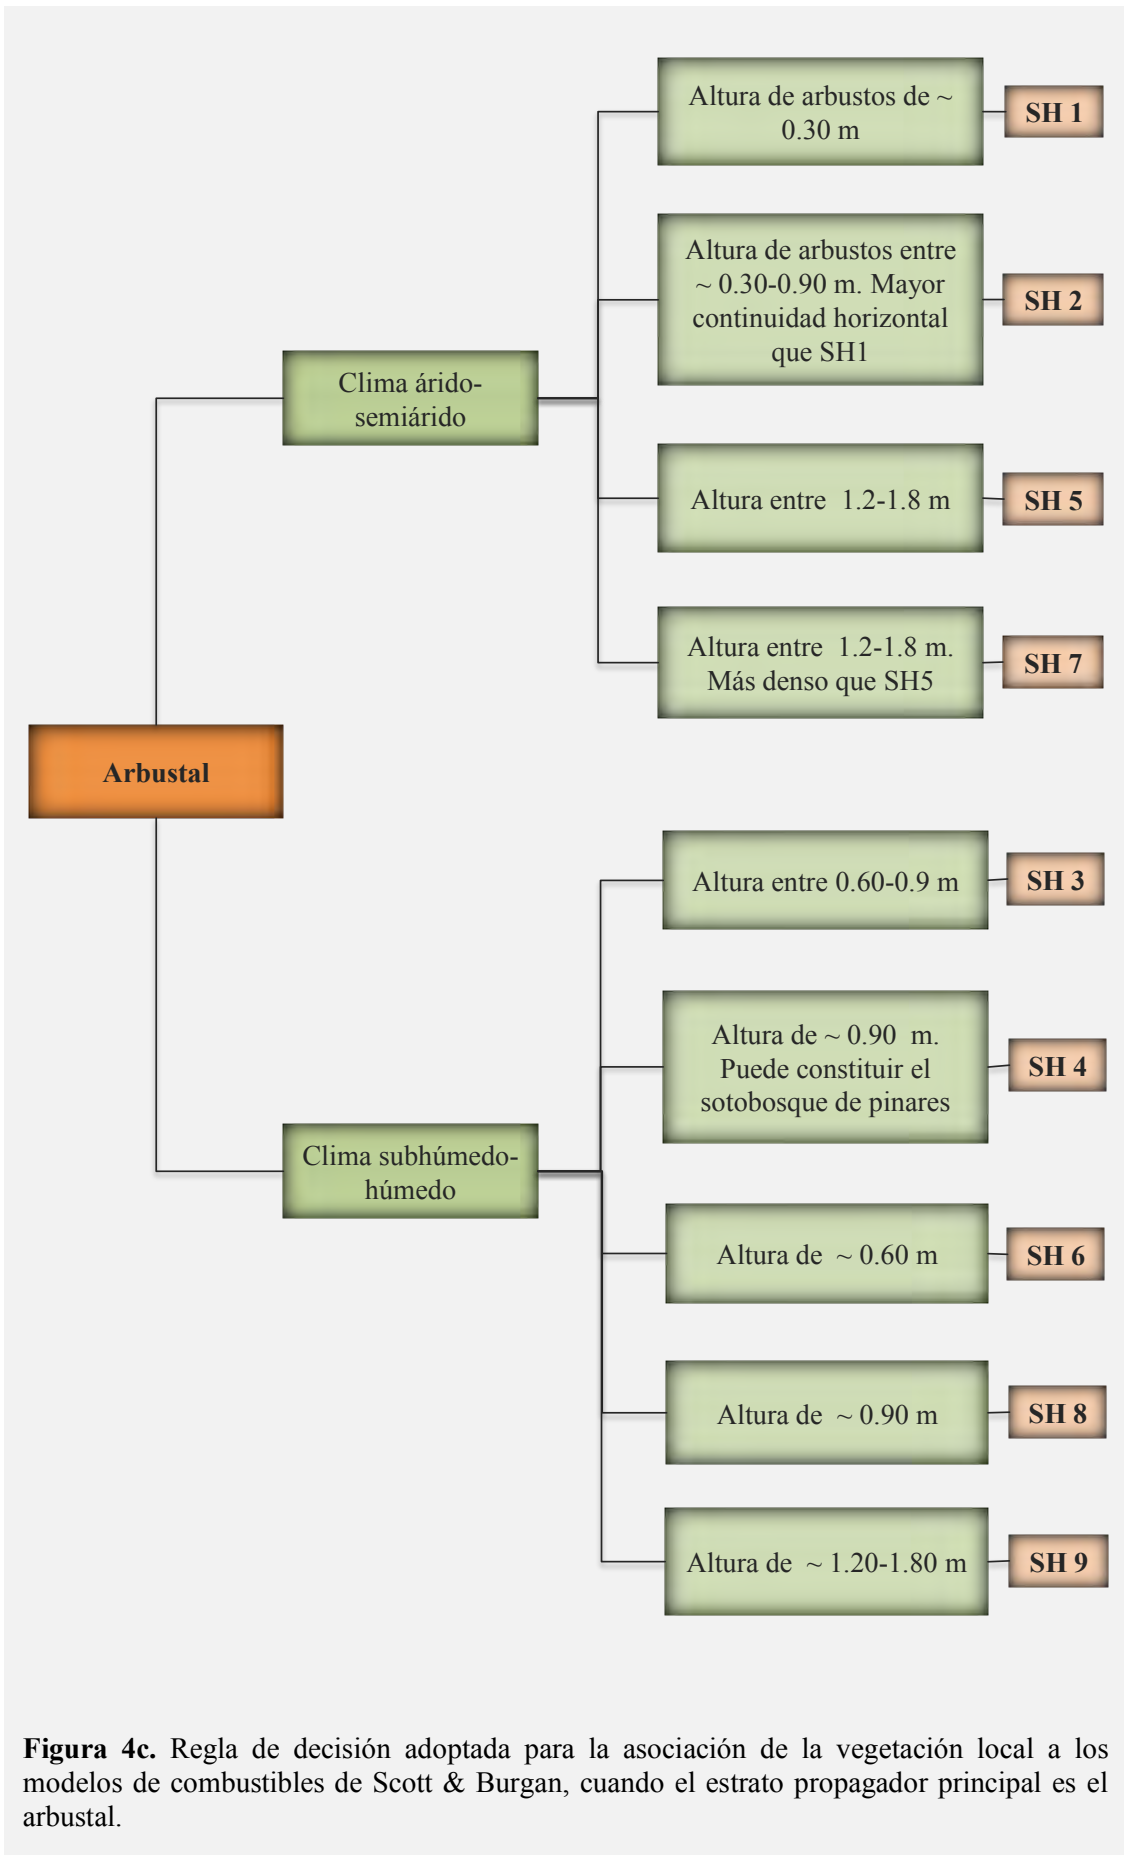 Altura de arbustos de ~
0.30 m
SH 1
Altura de arbustos entre
~ 0.30-0.90 m. Mayor
continuidad horizontal
que SH1
SH 2
Clima árido-
semiárido
Altura entre 1.2-1.8 m
SH 5
Altura entre 1.2-1.8 m.
Más denso que SH5
SH 7
Arbustal
Altura entre 0.60-0.9 m
SH 3
Altura de ~ 0.90 m.
Puede constituir el
sotobosque de pinares
SH 4
Clima subhúmedo-
húmedo
Altura de ~ 0.60 m
SH 6
Altura de ~ 0.90 m
SH 8
Altura de ~ 1.20-1.80 m
SH 9
Figura 4c. Regla de decisión adoptada para la asociación de la vegetación local a los
modelos de combustibles de Scott & Burgan, cuando el estrato propagador principal es el
arbustal.